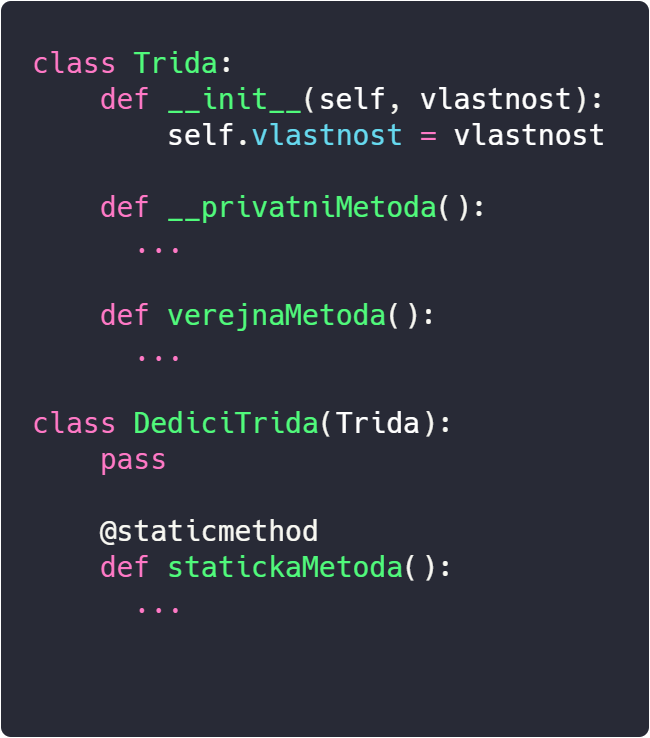 class Trida:
    def __init__(self, vlastnost):
        self.vlastnost = vlastnost
    def __privatniMetoda():
      ...
    def verejnaMetoda():
      ...
class DediciTrida(Trida):
    pass
    @staticmethod
    def statickaMetoda():
      ...